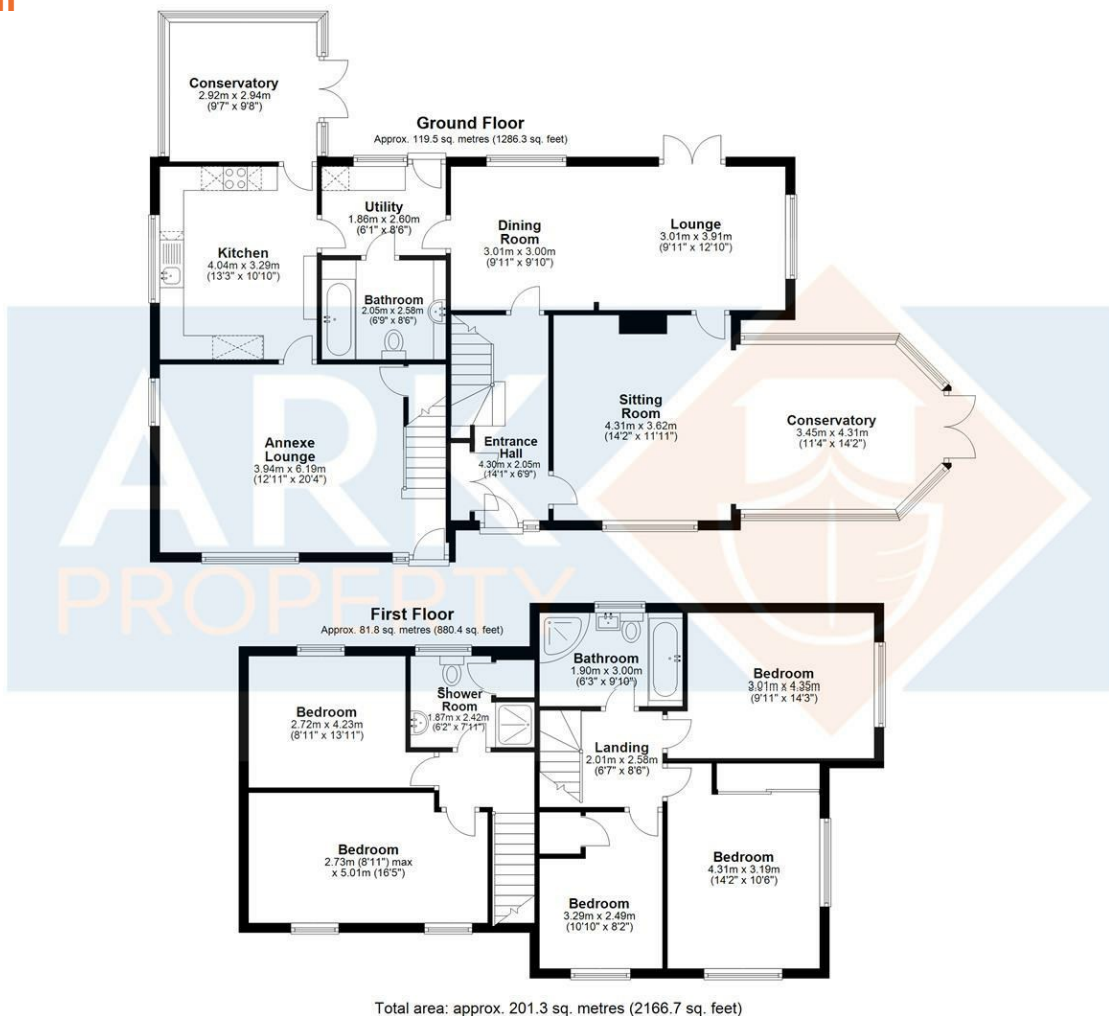 Conservatory
2.92m x 2.94m
(9'7" x 9'8")
Ground Floor
Approx. 119.5 sq. metres (1286.3 sq. feet)
Utility
1.86m x 2.60m
(6'1" x 8'6")
Dining
Room
3.01m x 3.00m
(9'11" x 9'10")
Lounge
3.01m x 3.91m
(9'11" x 12'10")
Kitchen
4.04m x 3.29m
(13'3" x 10'10")
Bathroom
2.05m x 2.58m
(6'9" x 8'6")
Sitting
Room
4.31m x 3.62m
(14'2" x 11'11")
Conservatory
3.45m x 4.31m
(11'4" x 14'2")
Annexe
Lounge
3.94m x 6.19m
(12'11" x 20'4")
Entrance
Hall
4.30m x 2.05m
(14'1" x 6'9")
ARK
PROPERTY
First Floor
Approx. 81.8 sq. metres (880.4 sq. feet)
Bathroom
1.90m x 3.00m
(6'3" x 9'10")
Bedroom
3.01m x 4.35m
(9'11" x 14'3")
Bedroom
2.72m x 4.23m
(8'11" x 13'11")
Shower
Room
1.87m x 2.42m
(6'2" x 7'11")
Landing
2.01m x 2.58m
(6'7" x 8'6")
Bedroom
2.73m (8'11") max
x 5.01m (16'5")
Bedroom
4.31m x 3.19m
(14'2" x 10'6")
Bedroom
3.29m x 2.49m
(10'10" x 8'2")
Total area: approx. 201.3 sq. metres (2166.7 sq. feet)